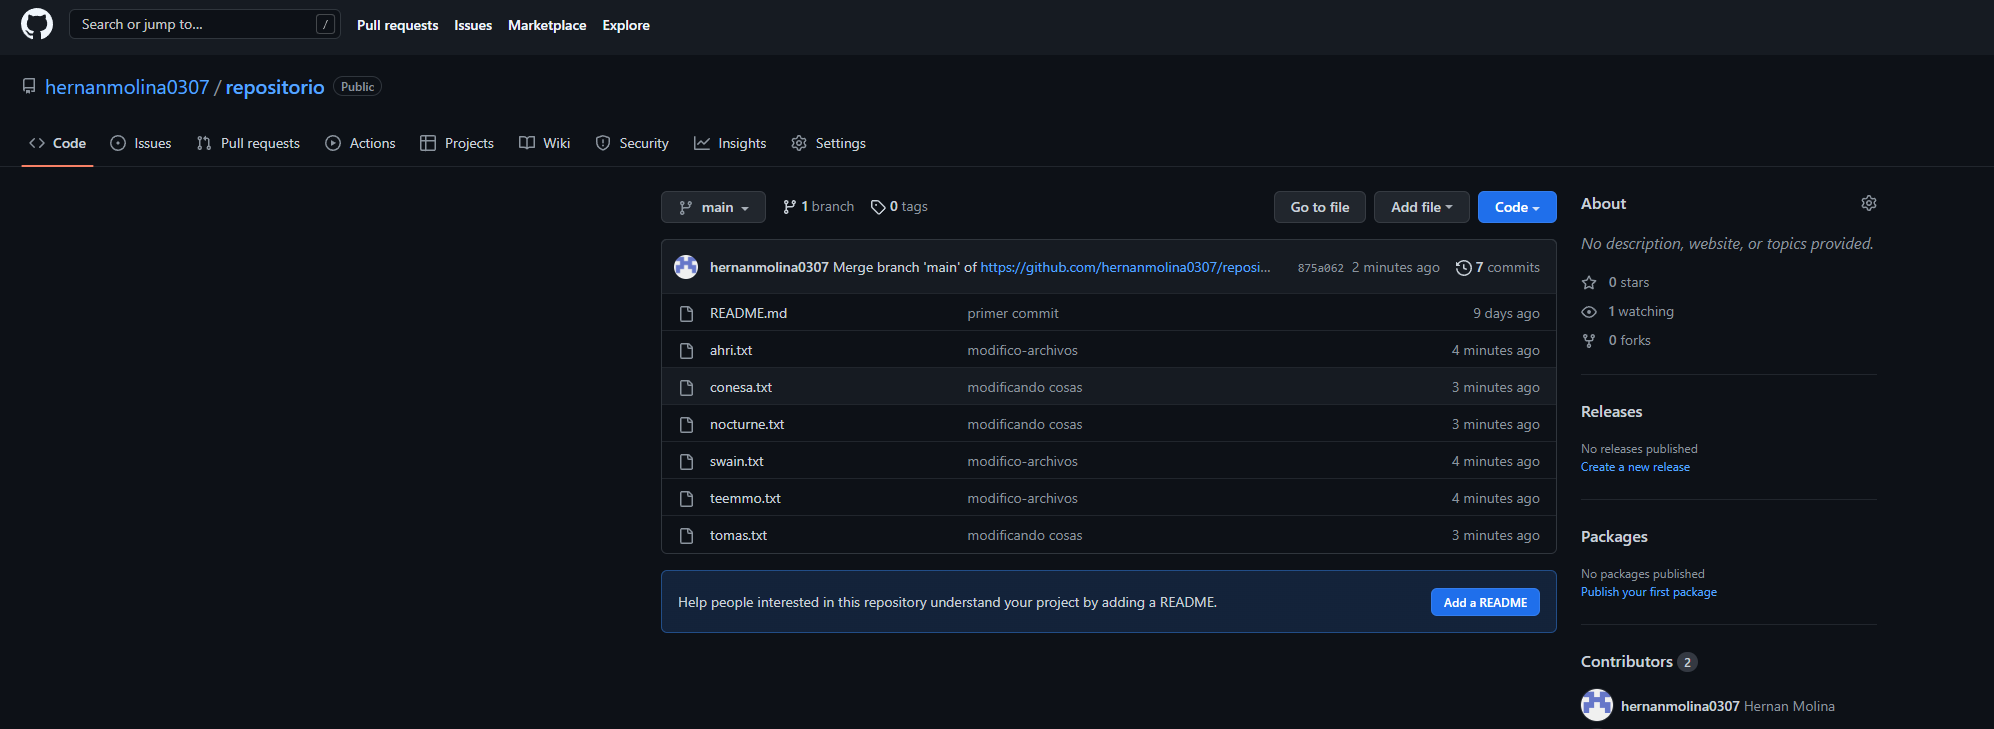 Search or jump to... /
Pull requests Issues Marketplace Explore
hernanmolina0307 / repositorio Public
Code Issues Pull requests Actions Projects Wiki Security Insights Settings
main 1 branch 0 tags Go to file Add file Code
hernanmolina0307 Merge branch 'main' of https://github.com/hernanmolina0307/reposi... 875a062 2 minutes ago 7 commits
README.md primer commit 9 days ago
ahri.txt modifico-archivos 4 minutes ago
conesa.txt modificando cosas 3 minutes ago
nocturne.txt modificando cosas 3 minutes ago
swain.txt modifico-archivos 4 minutes ago
teemmo.txt modifico-archivos 4 minutes ago
tomas.txt modificando cosas 3 minutes ago
Help people interested in this repository understand your project by adding a README. Add a README
About
No description, website, or topics provided.
0 stars
1 watching
0 forks
Releases
No releases published
Create a new release
Packages
No packages published
Publish your first package
Contributors 2
hernanmolina0307 Hernan Molina